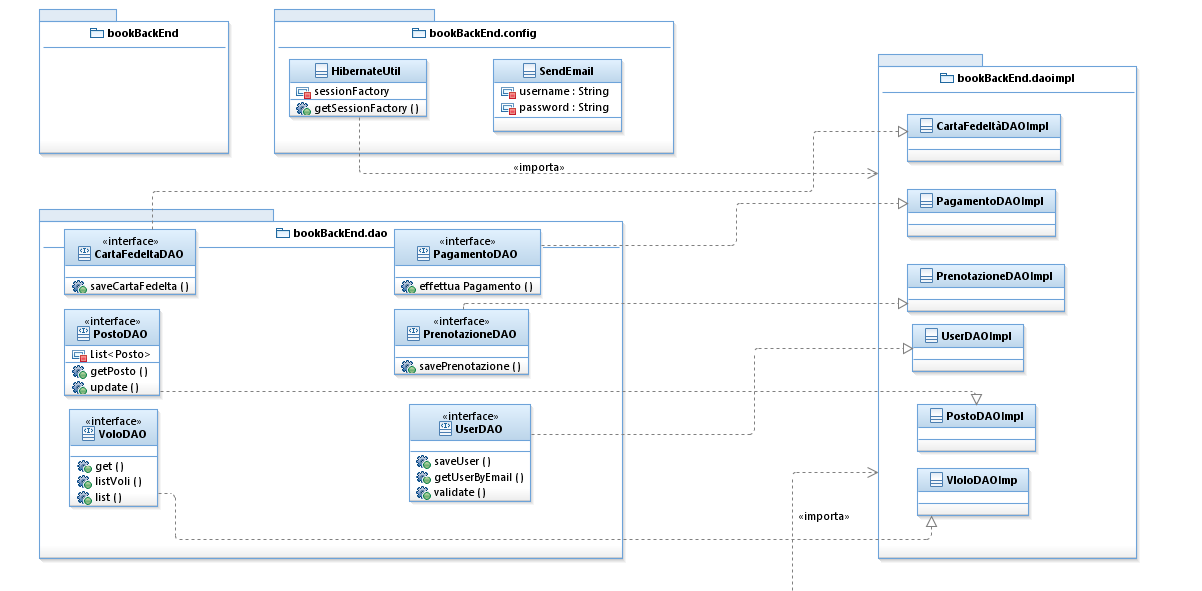 bookBackEnd
bookBackEnd.config
HibernateUtil
sessionFactory
getSessionFactory ( )
SendEmail
username : String
password : String
«importa»
bookBackEnd.dao
«interface»
CartaFedeltaDAO
saveCartaFedelta ( )
«interface»
PagamentoDAO
effettua Pagamento ( )
«interface»
PostoDAO
List<Posto>
getPosto ( )
update ( )
«interface»
PrenotazioneDAO
savePrenotazione ( )
«interface»
VoloDAO
get ( )
listVoli ( )
list ( )
«interface»
UserDAO
saveUser ( )
getUserByEmail ( )
validate ( )
bookBackEnd.daoimpl
CartaFedeltàDAOImpl
PagamentoDAOImpl
PrenotazioneDAOImpl
UserDAOImpl
PostoDAOImpl
VloloDAOImp
«importa»